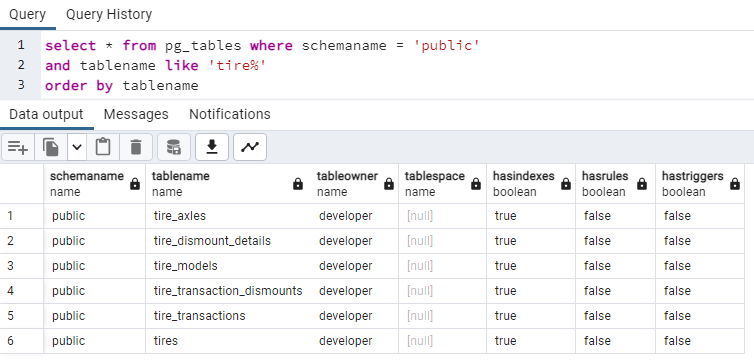 Query Query History
1 select * from pg_tables where schemaname = 'public'
2 and tablename like 'tire%'
3 order by tablename
Data output Messages Notifications
schemaname tablename tableowner tablespace hasindexes hasrules hastriggers
name name name name boolean boolean boolean
1 public tire_axles developer [null] true false false
2 public tire_dismount_details developer [null] true false false
3 public tire_models developer [null] true false false
4 public tire_transaction_dismounts developer [null] true false false
5 public tire_transactions developer [null] true false false
6 public tires developer [null] true false false